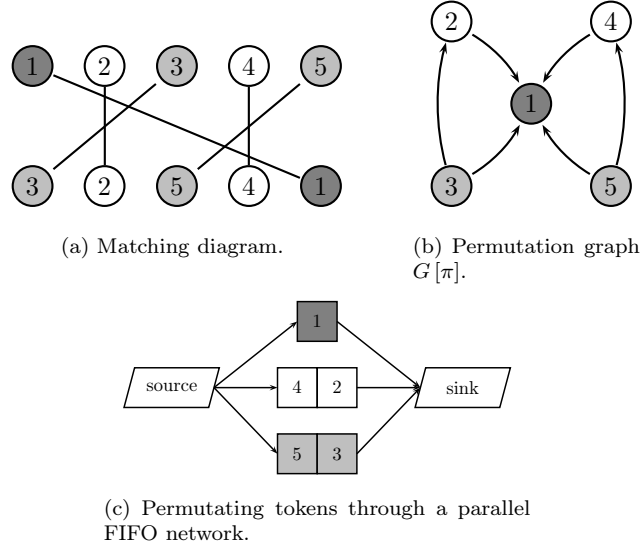 1 2 3 4 5
3 2 5 4 1
(a) Matching diagram.
2 4
1
3 5
(b) Permutation graph
G [π].
1
source 4 2 sink
5 3
(c) Permutating tokens through a parallel
FIFO network.